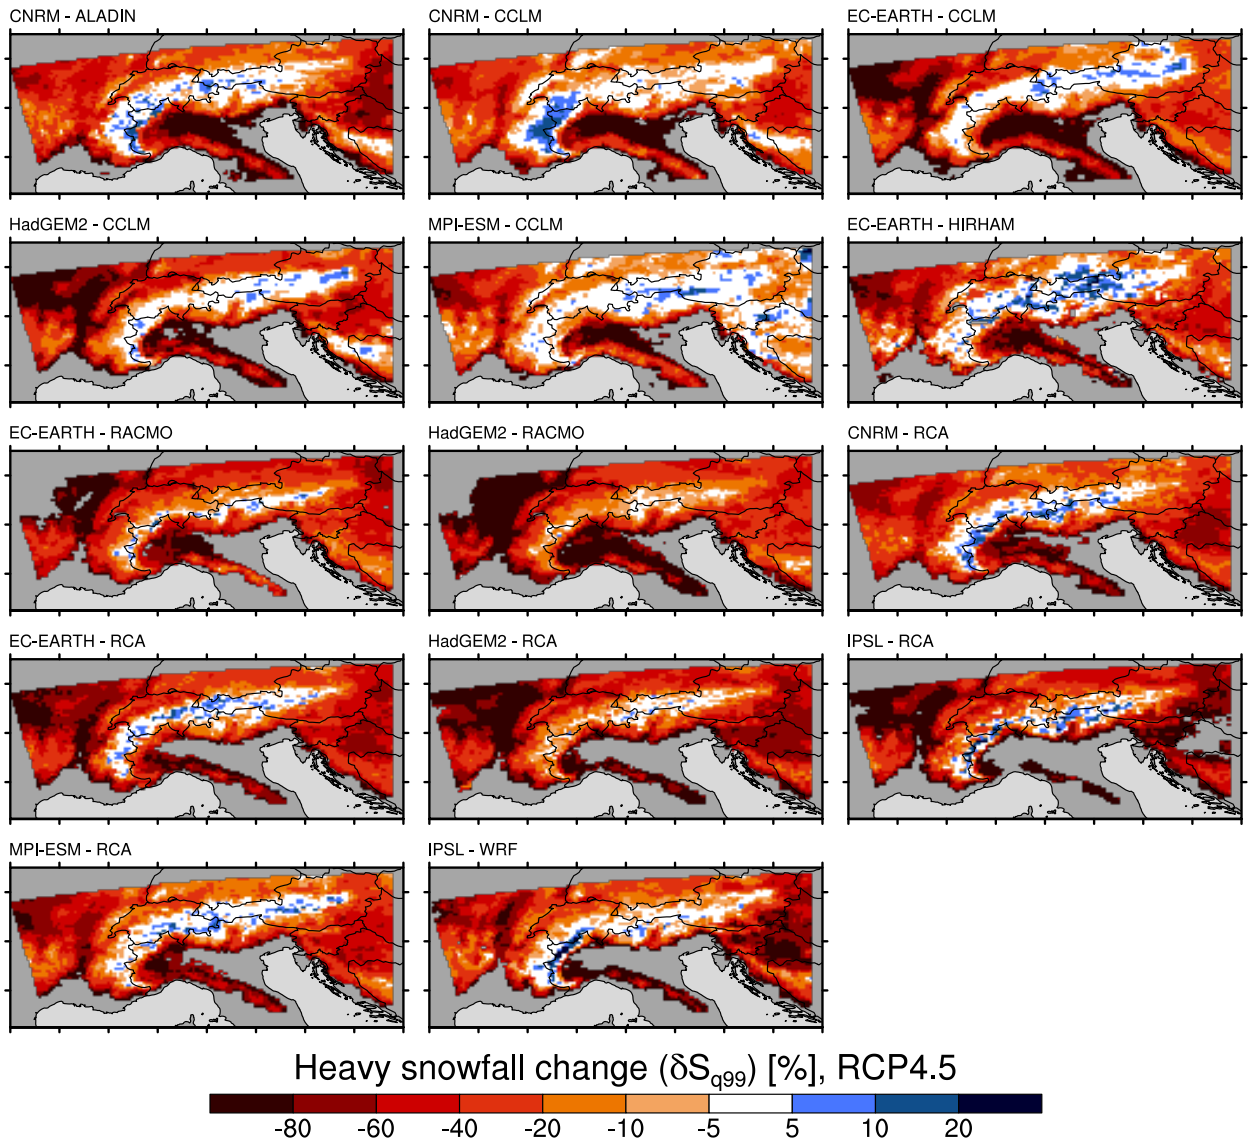 CNRM - ALADIN
CNRM - CCLM
EC-EARTH - CCLM
HadGEM2 - CCLM
MPI-ESM - CCLM
EC-EARTH - HIRHAM
EC-EARTH - RACMO
HadGEM2 - RACMO
CNRM - RCA
EC-EARTH - RCA
HadGEM2 - RCA
IPSL - RCA
MPI-ESM - RCA
IPSL - WRF
Heavy snowfall change (δS_q99) [%], RCP4.5
-80 -60 -40 -20 -10 -5 5 10 20